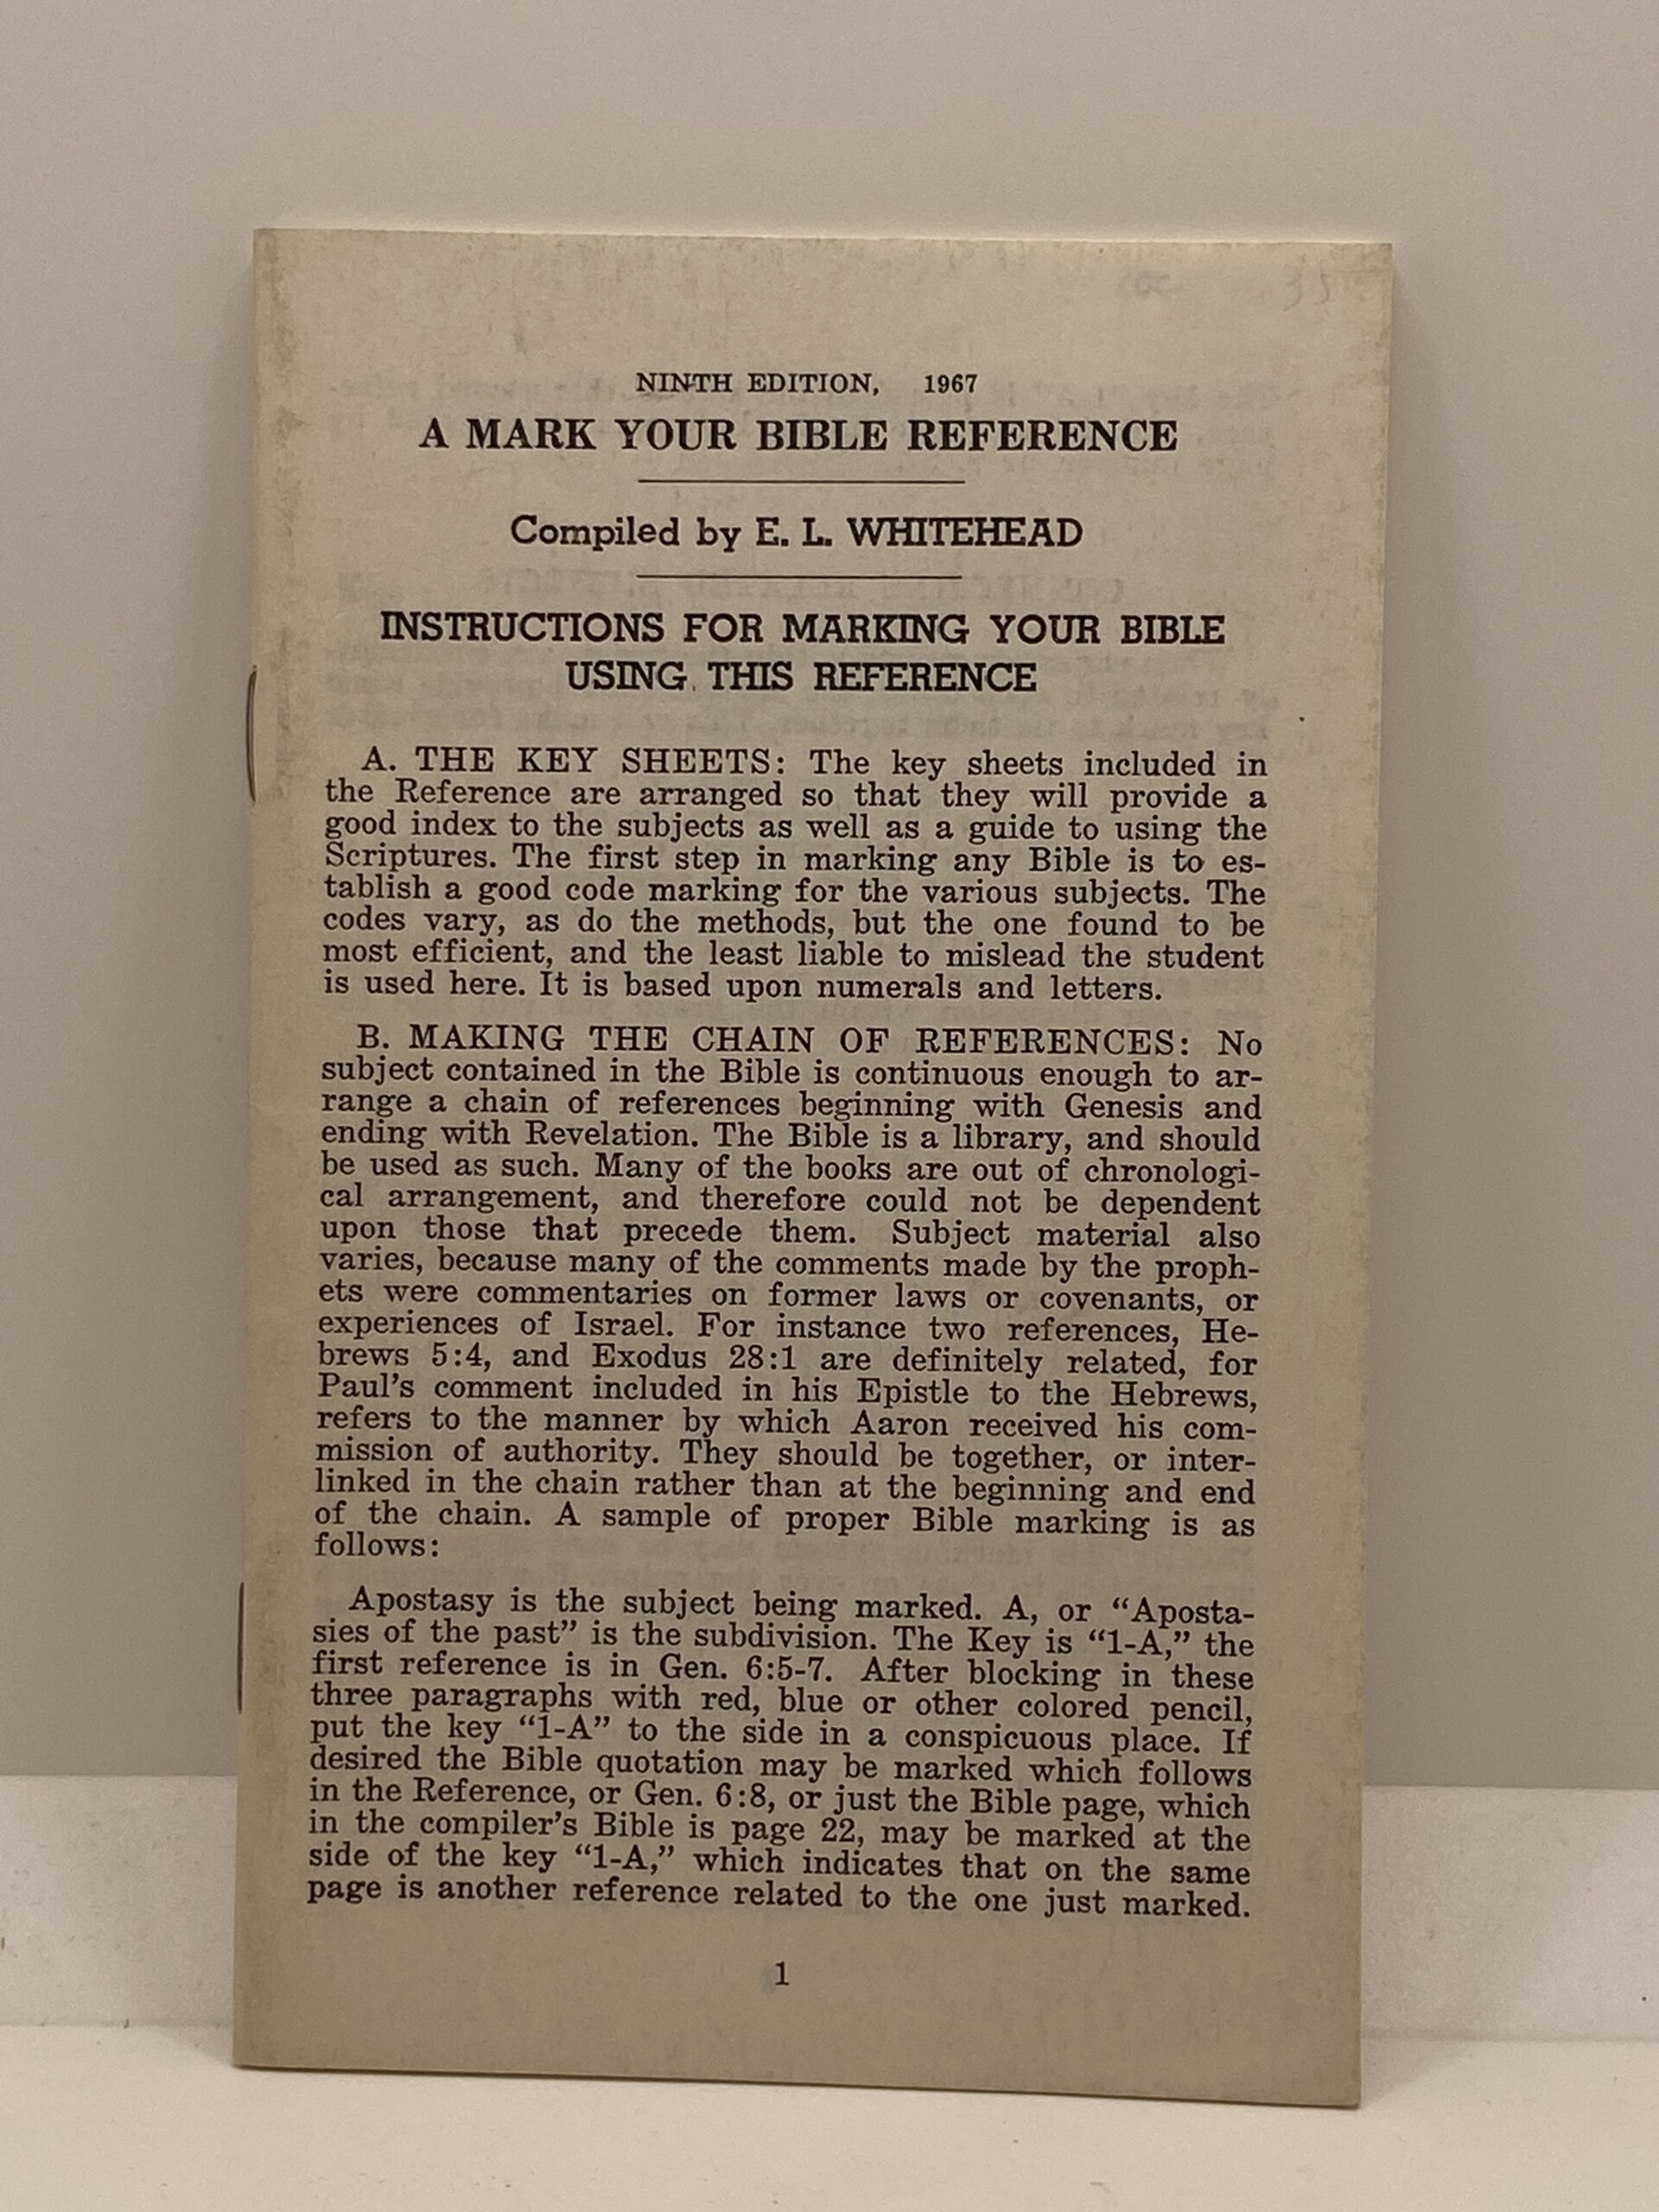 NINTH EDITION, 1967
A MARK YOUR BIBLE REFERENCE
Compiled by E. L. WHITEHEAD
INSTRUCTIONS FOR MARKING YOUR BIBLE
USING THIS REFERENCE
A. THE KEY SHEETS: The key sheets included in
the Reference are arranged so that they will provide a
good index to the subjects as well as a guide to using the
Scriptures. The first step in marking any Bible is to es-
tablish a good code marking for the various subjects. The
codes vary, as do the methods, but the one found to be
most efficient, and the least liable to mislead the student
is used here. It is based upon numerals and letters.
B. MAKING THE CHAIN OF REFERENCES: No
subject contained in the Bible is continuous enough to ar-
range a chain of references beginning with Genesis and
ending with Revelation. The Bible is a library, and should
be used as such. Many of the books are out of chronologi-
cal arrangement, and therefore could not be dependent
upon those that precede them. Subject material also
varies, because many of the comments made by the proph-
ets were commentaries on former laws or covenants, or
experiences of Israel. For instance two references, He-
brews 5:4, and Exodus 28:1 are definitely related, for
Paul's comment included in his Epistle to the Hebrews,
refers to the manner by which Aaron received his com-
mission of authority. They should be together, or inter-
linked in the chain rather than at the beginning and end
of the chain. A sample of proper Bible marking is as
follows:
Apostasy is the subject being marked. A, or “Aposta-
sies of the past” is the subdivision. The Key is “1-A,” the
first reference is in Gen. 6:5-7. After blocking in these
three paragraphs with red, blue or other colored pencil,
put the key “1-A” to the side in a conspicuous place. If
desired the Bible quotation may be marked which follows
in the Reference, or Gen. 6:8, or just the Bible page, which
in the compiler's Bible is page 22, may be marked at the
side of the key “1-A,” which indicates that on the same
page is another reference related to the one just marked.
1